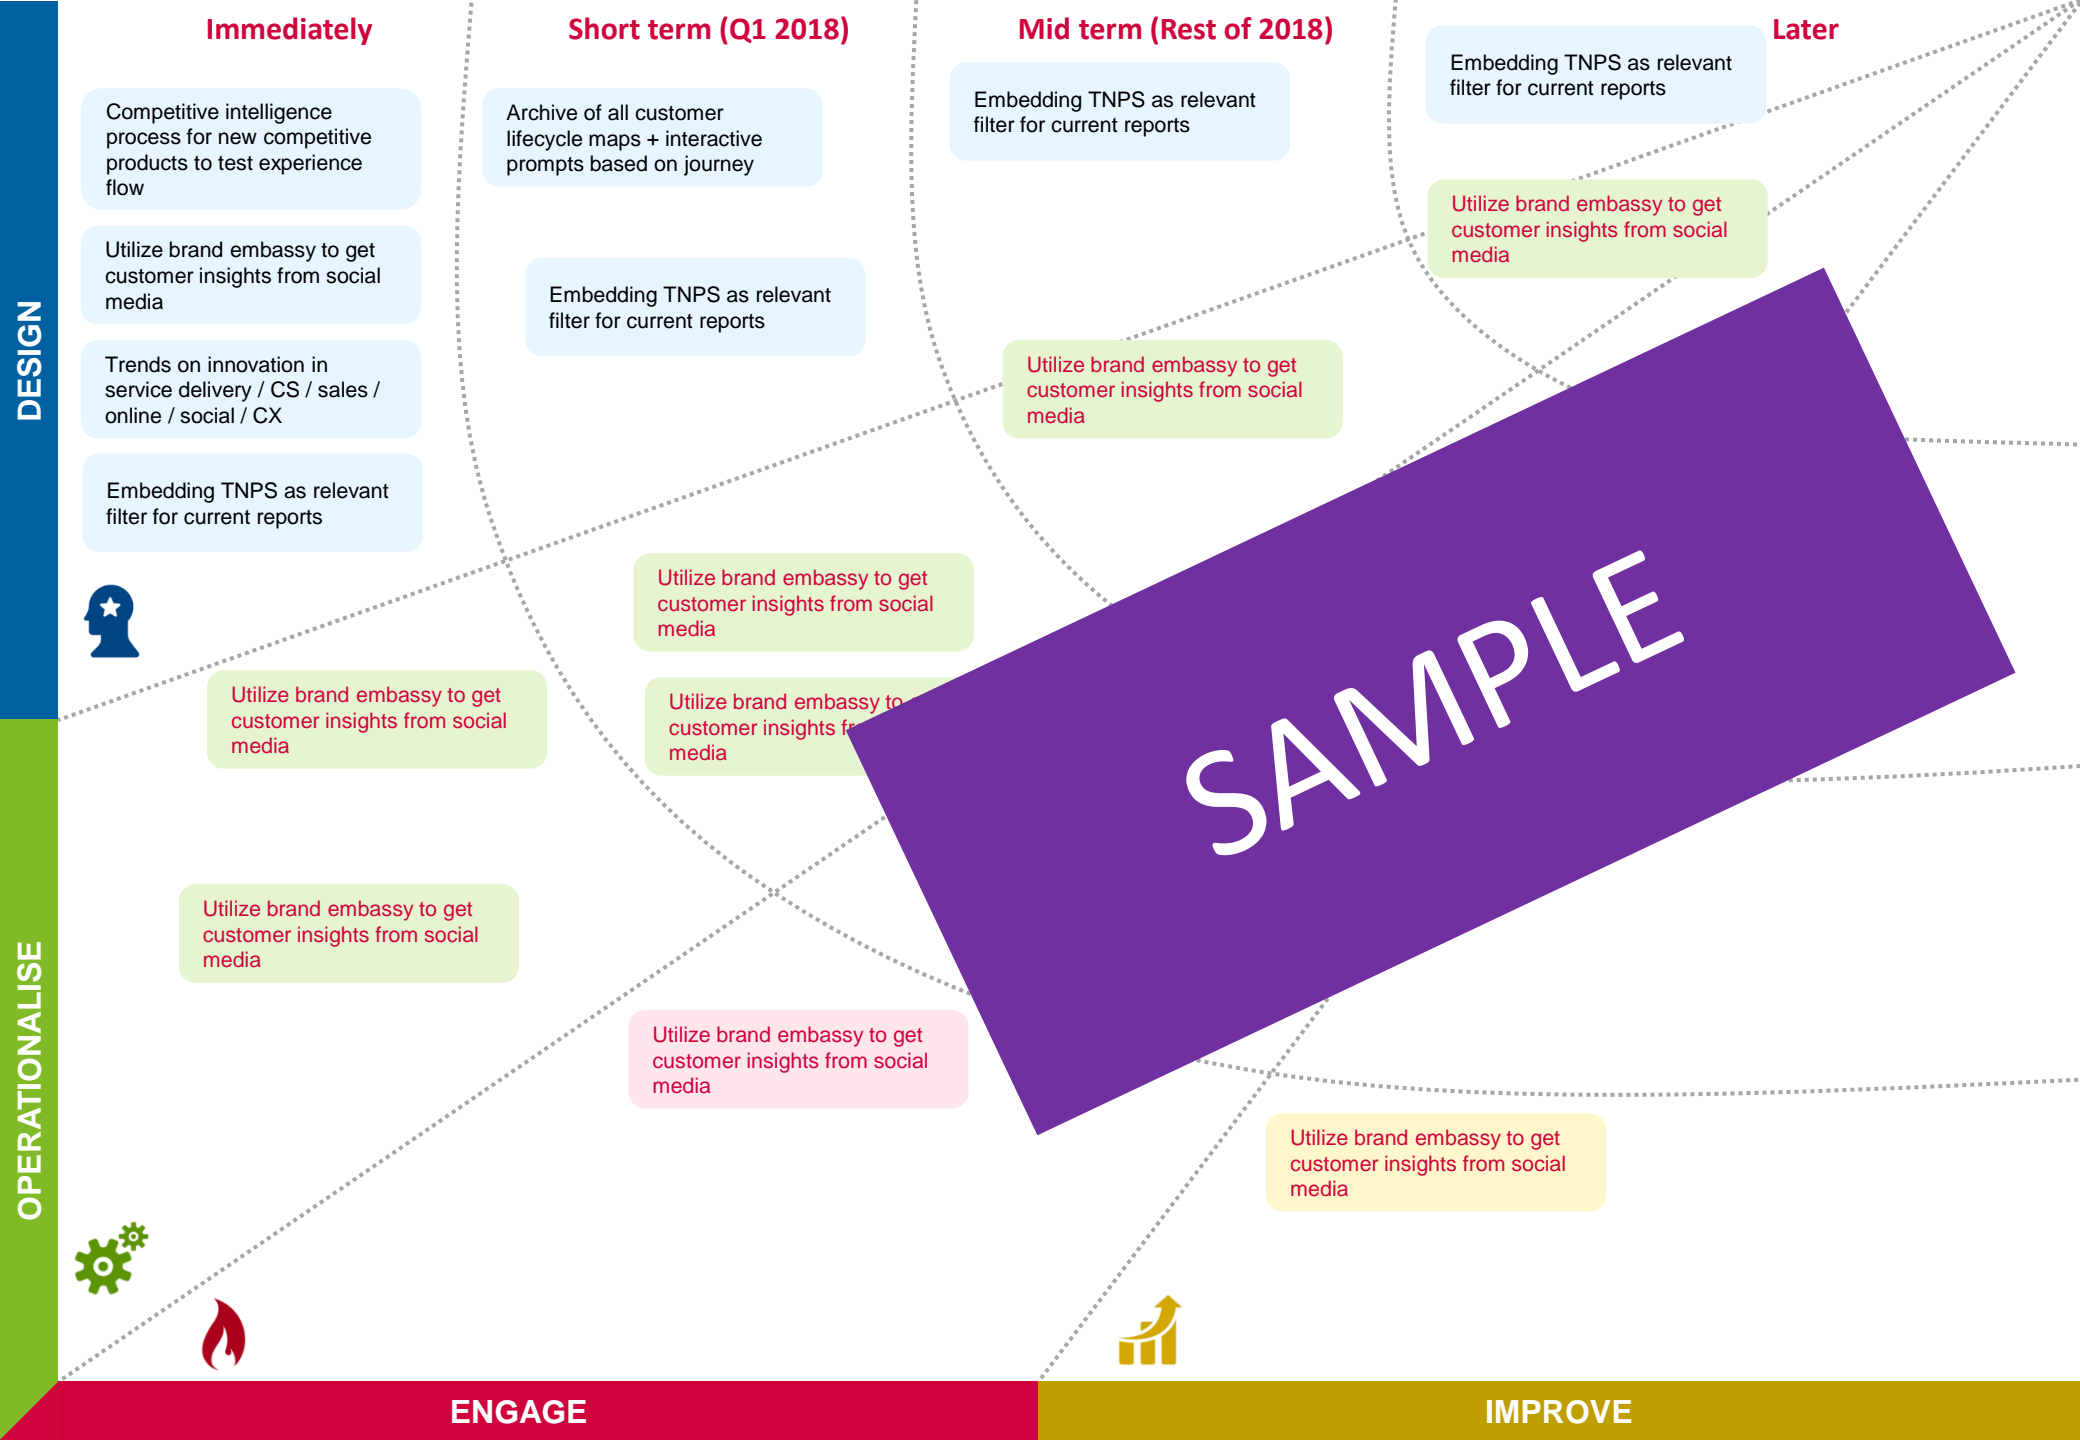 Immediately
Short term (Q1 2018)
Mid term (Rest of 2018)
Later
Competitive intelligence
process for new competitive
products to test experience
flow
Utilize brand embassy to get
customer insights from social
media
Trends on innovation in
service delivery / CS / sales /
online / social / CX
Embedding TNPS as relevant
filter for current reports
Archive of all customer
lifecycle maps + interactive
prompts based on journey
Embedding TNPS as relevant
filter for current reports
Embedding TNPS as relevant
filter for current reports
Embedding TNPS as relevant
filter for current reports
DESIGN
Utilize brand embassy to get
customer insights from social
media
Utilize brand embassy to get
customer insights from social
media
Utilize brand embassy to get
customer insights from social
media
Utilize brand embassy to get
customer insights from social
media
Utilize brand embassy to
customer insights
media
SAMPLE
OPERATIONALISE
Utilize brand embassy to get
customer insights from social
media
Utilize brand embassy to get
customer insights from social
media
Utilize brand embassy to get
customer insights from social
media
ENGAGE
IMPROVE